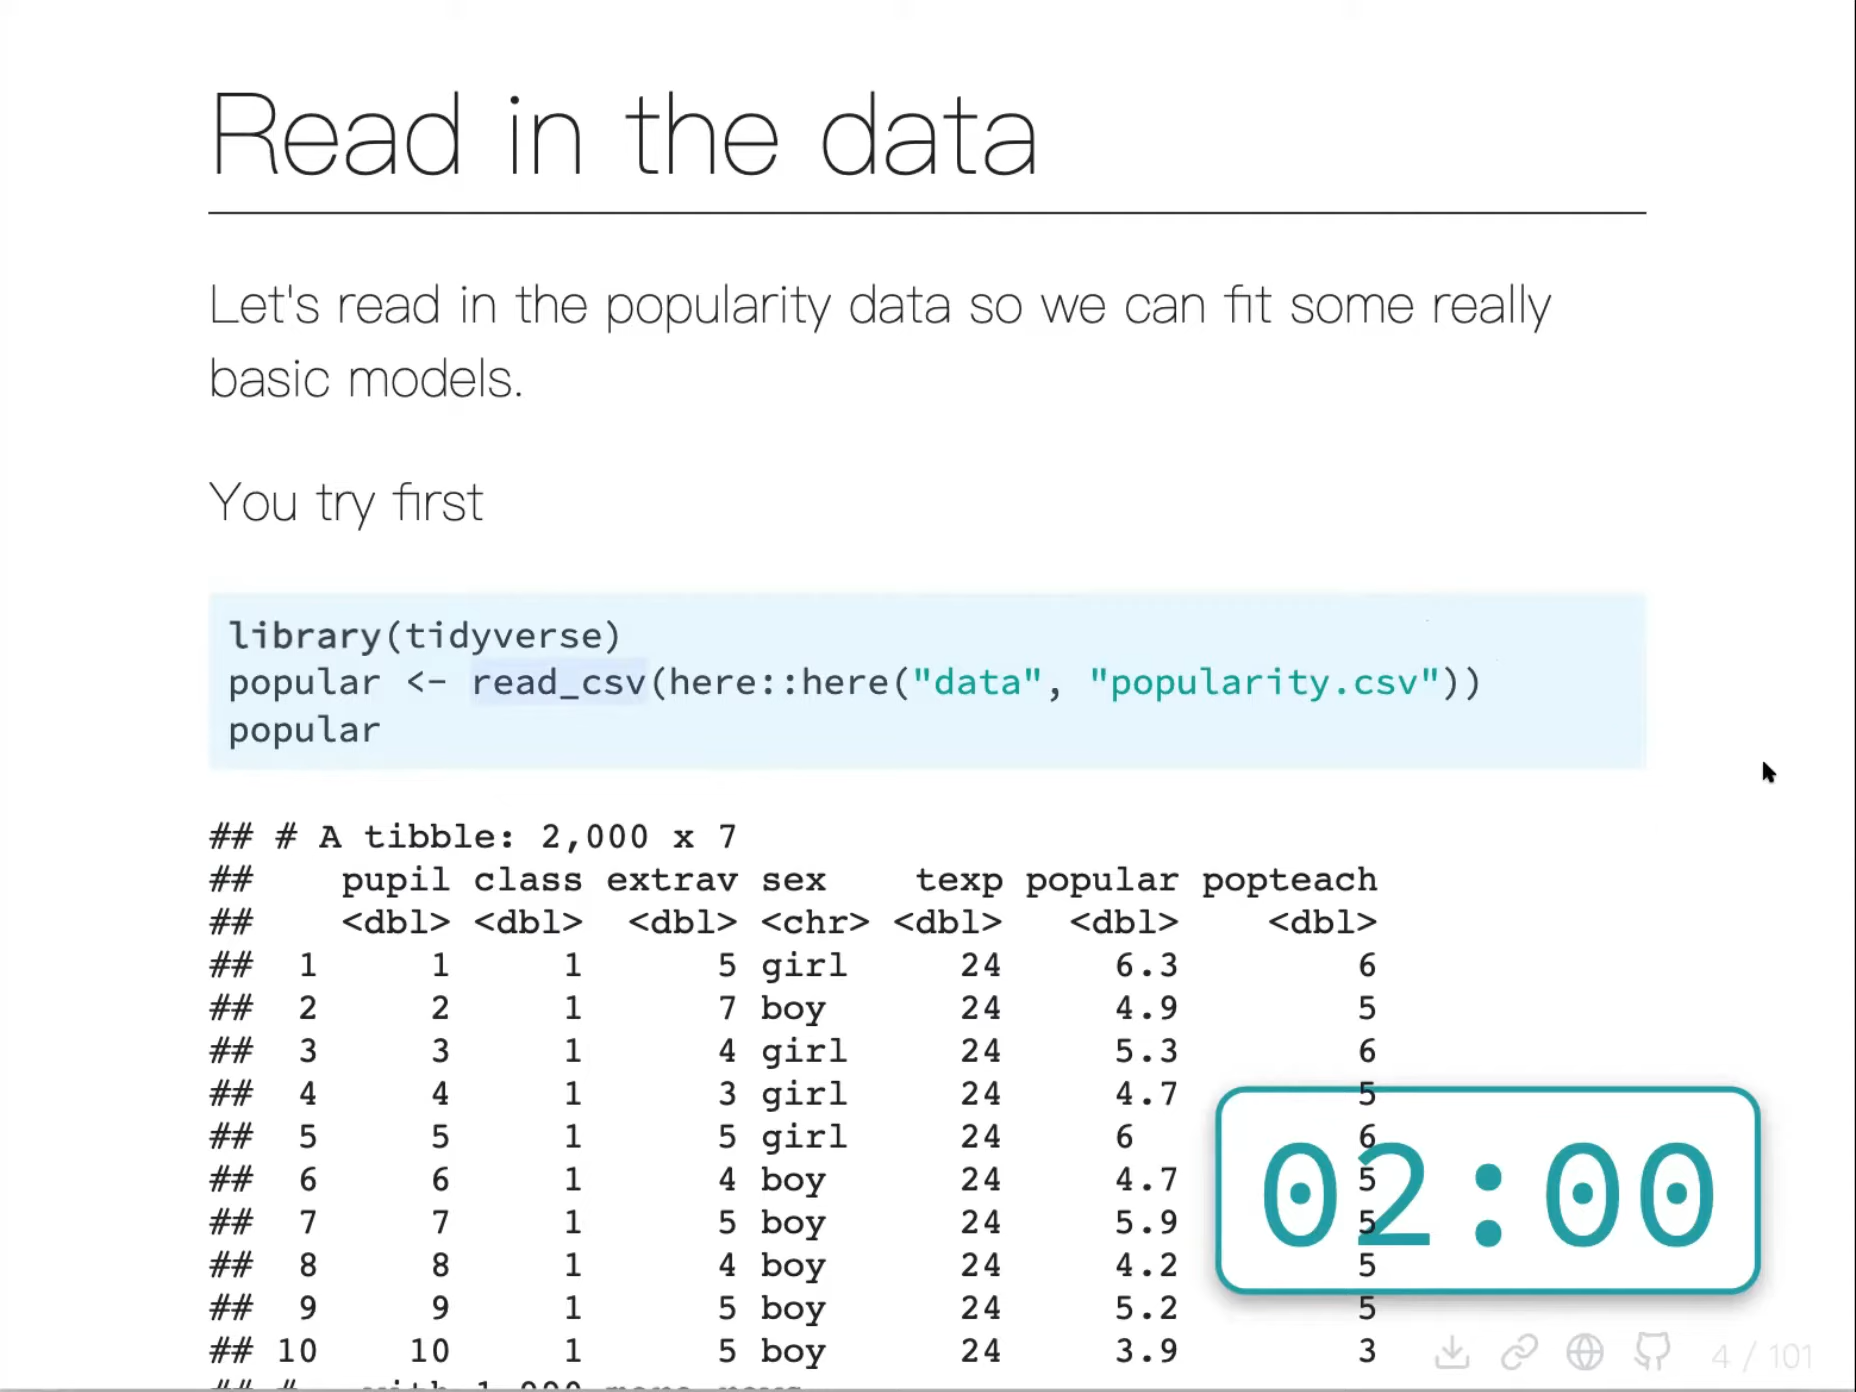 Read in the data
Let's read in the popularity data so we can fit some really
basic models.
You try first
library(tidyverse)
popular <- read_csv(here::here("data", "popularity.csv"))
popular
## # A tibble: 2,000 x 7
##    pupil class extrav sex    texp popular popteach
##    <dbl> <dbl>  <dbl> <chr> <dbl>   <dbl>    <dbl>
##  1     1     1      5 girl     24     6.3        6
##  2     2     1      7 boy      24     4.9        5
##  3     3     1      4 girl     24     5.3        6
##  4     4     1      3 girl     24     4.7        5
##  5     5     1      5 girl     24     6          6
##  6     6     1      4 boy      24     4.7        5
##  7     7     1      5 boy      24     5.9        5
##  8     8     1      4 boy      24     4.2        5
##  9     9     1      5 boy      24     5.2        5
## 10    10     1      5 boy      24     3.9        3
02:00
4 / 101